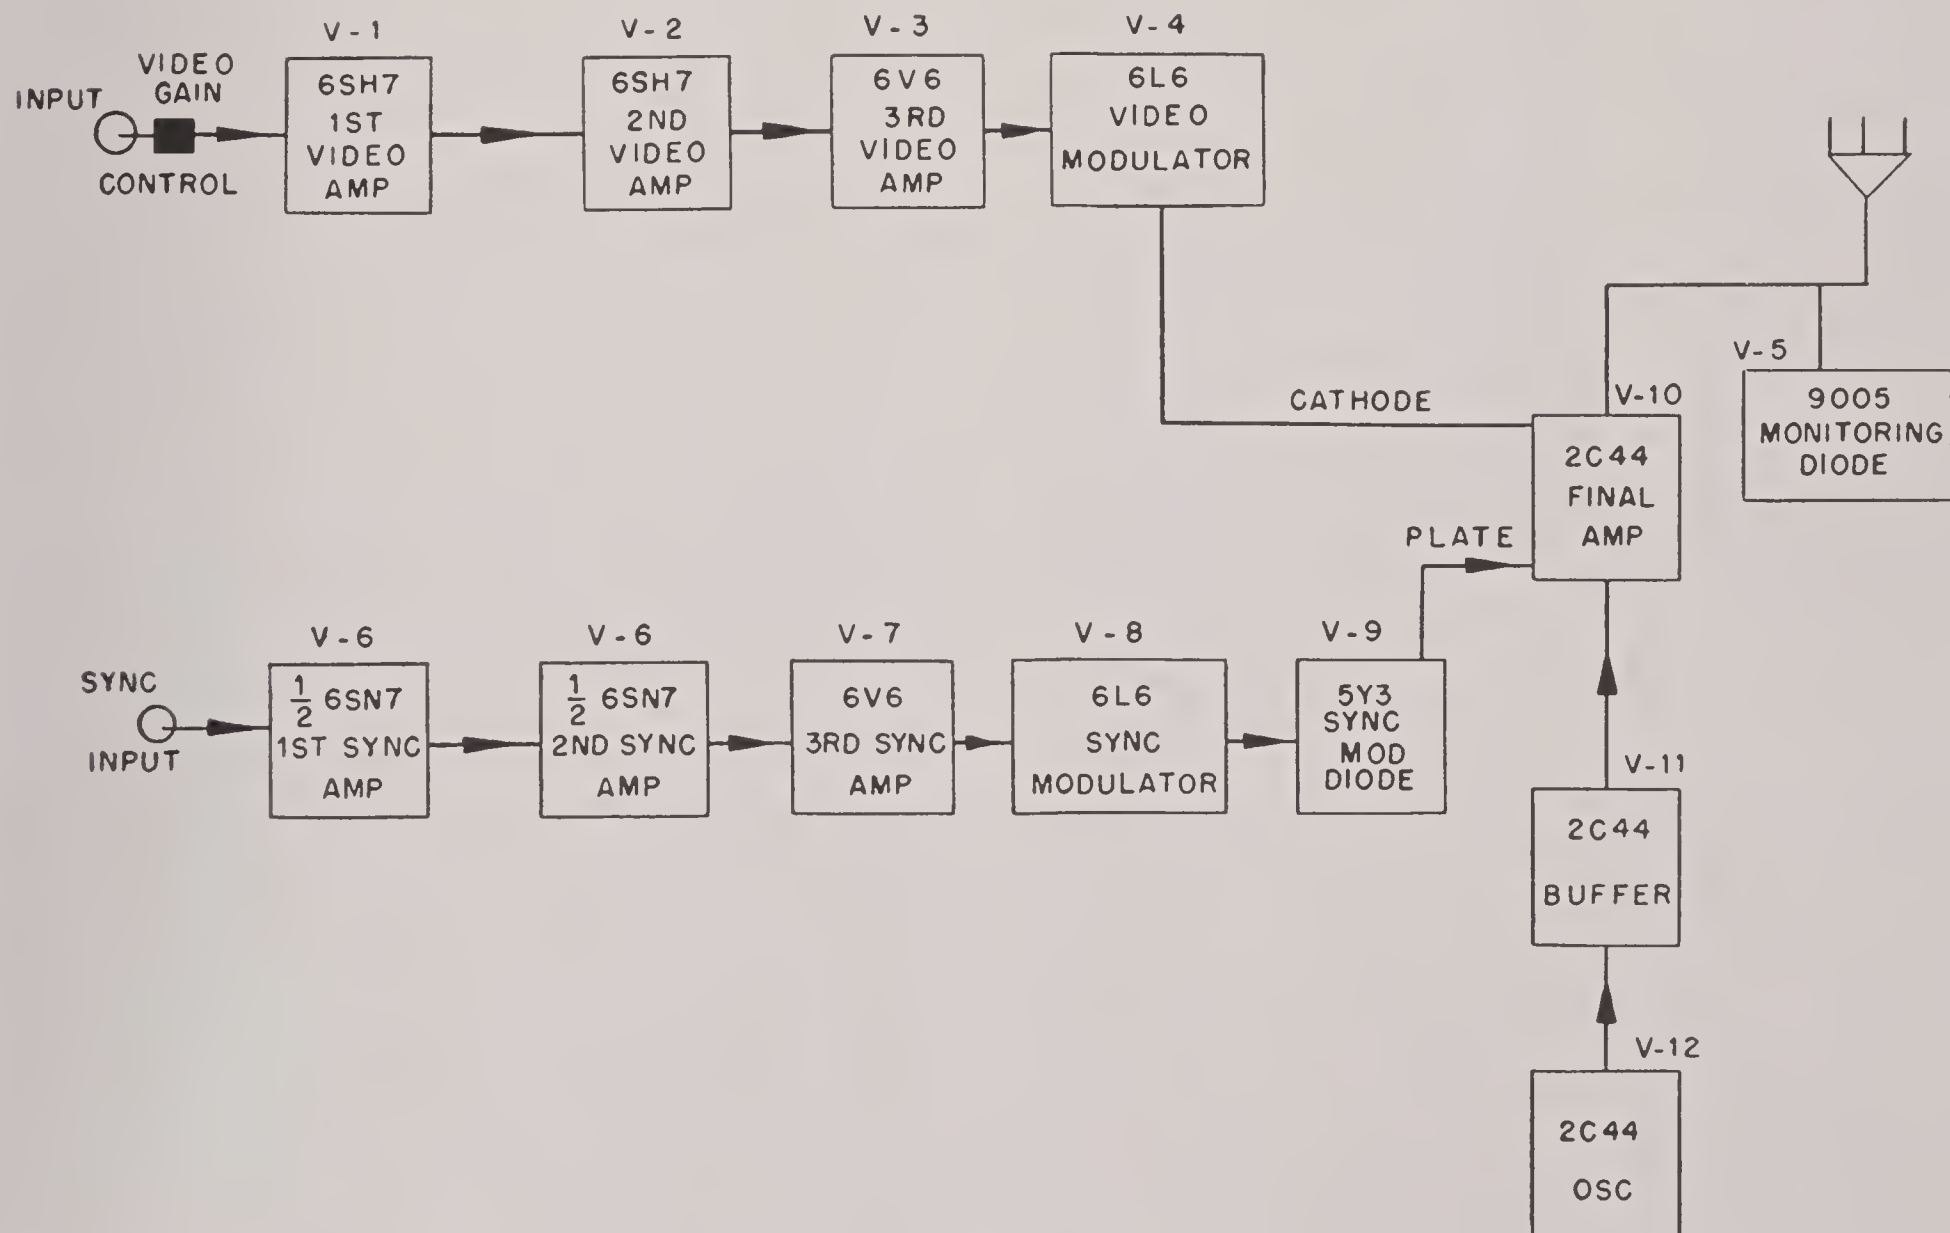 INPUT
VIDEO
GAIN
CONTROL
V-1
6SH7
1ST
VIDEO
AMP
V-2
6SH7
2ND
VIDEO
AMP
V-3
6V6
3RD
VIDEO
AMP
V-4
6L6
VIDEO
MODULATOR
CATHODE
V-5
9005
MONITORING
DIODE
V-10
2C44
FINAL
AMP
PLATE
SYNC
INPUT
V-6
1/2 6SN7
1ST SYNC
AMP
V-6
1/2 6SN7
2ND SYNC
AMP
V-7
6V6
3RD SYNC
AMP
V-8
6L6
SYNC
MODULATOR
V-9
5Y3
SYNC
MOD
DIODE
V-11
2C44
BUFFER
V-12
2C44
OSC